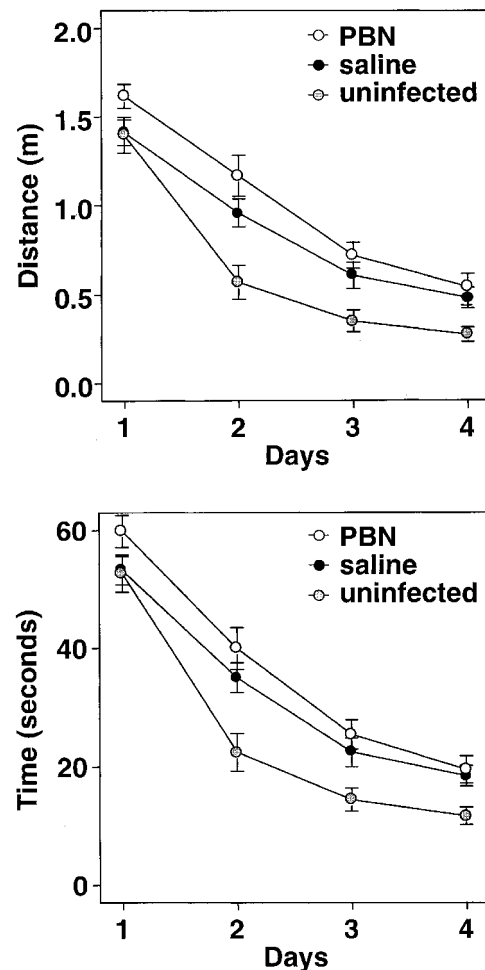 2.0
1.5
1.0
0.5
0.0
Distance (m)
PBN
saline
uninfected
1 2 3 4
Days
60
40
20
0
Time (seconds)
PBN
saline
uninfected
1 2 3 4
Days